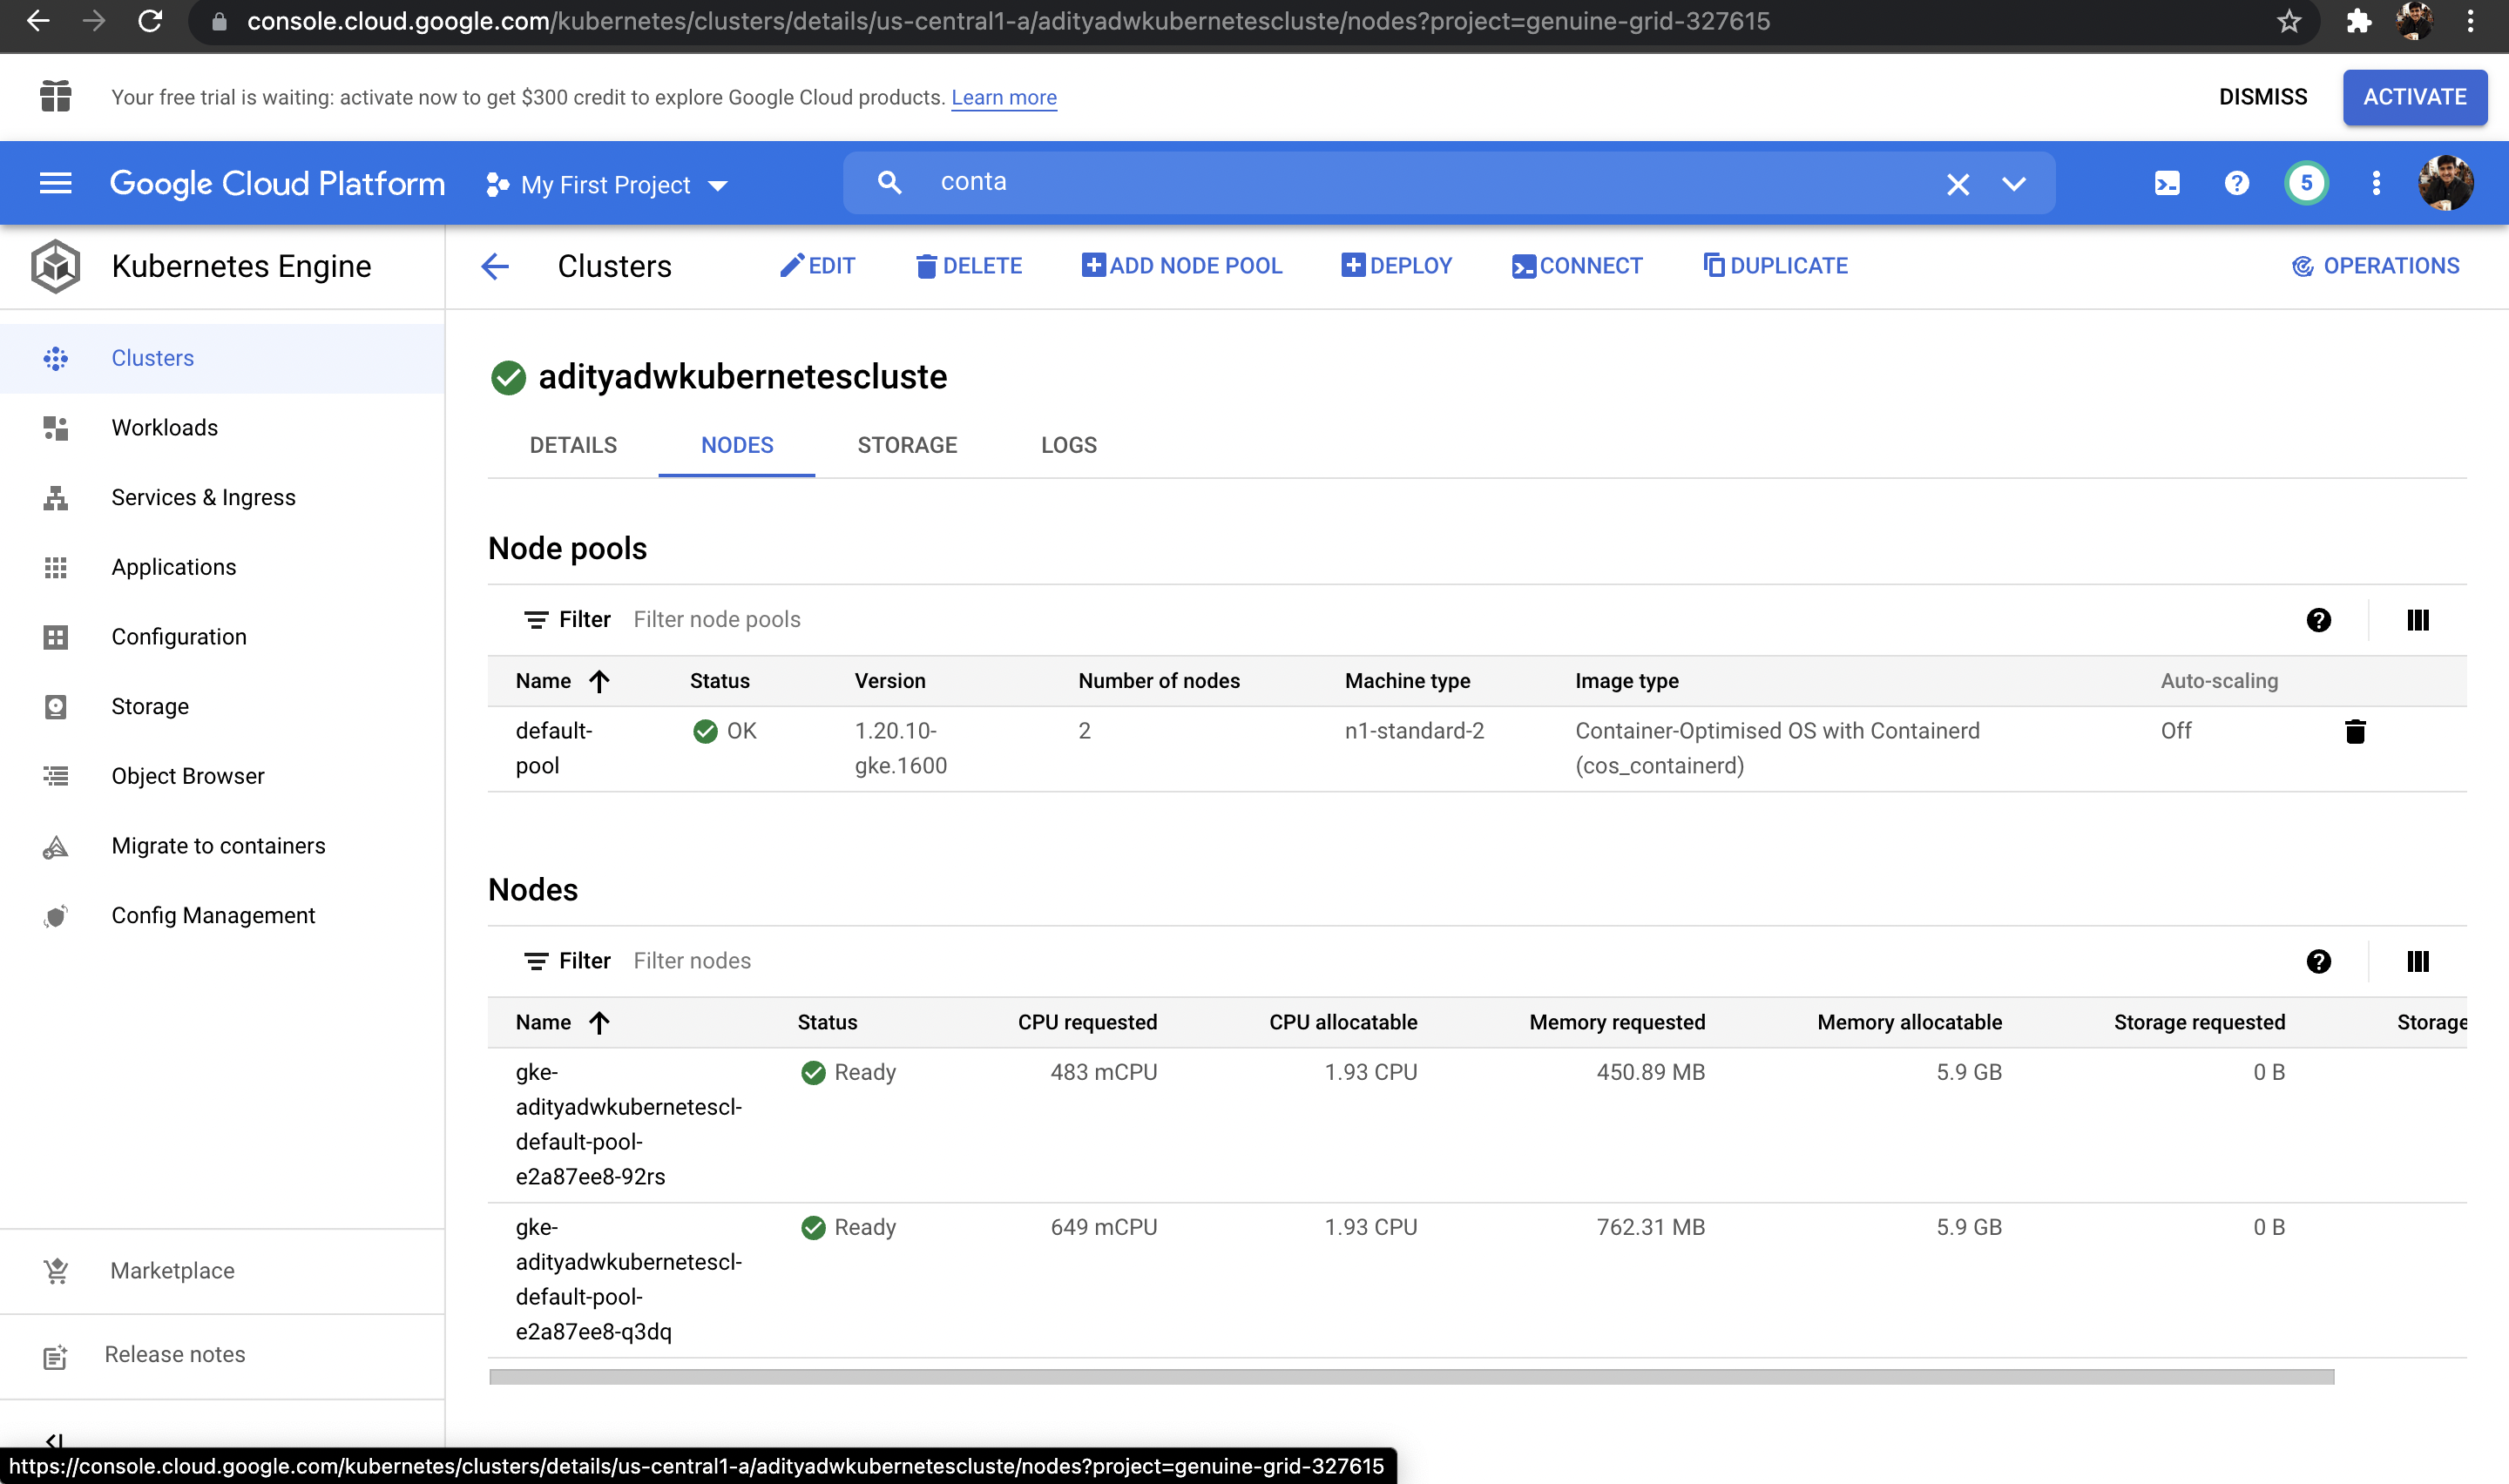 console.cloud.google.com/kubernetes/clusters/details/us-central1-a/adityadwkubernetescluste/nodes?project=genuine-grid-327615
Your free trial is waiting: activate now to get $300 credit to explore Google Cloud products. Learn more
DISMISS
ACTIVATE
Google Cloud Platform
My First Project
conta
5
Kubernetes Engine
Clusters
EDIT
DELETE
ADD NODE POOL
DEPLOY
CONNECT
DUPLICATE
OPERATIONS
Clusters
Workloads
Services & Ingress
Applications
Configuration
Storage
Object Browser
Migrate to containers
Config Management
Marketplace
Release notes
adityadwkubernetescluste
DETAILS
NODES
STORAGE
LOGS
Node pools
Filter Filter node pools
Name Status Version Number of nodes Machine type Image type Auto-scaling
default- OK 1.20.10- 2 n1-standard-2 Container-Optimised OS with Containerd Off
pool gke.1600 (cos_containerd)
Nodes
Filter Filter nodes
Name Status CPU requested CPU allocatable Memory requested Memory allocatable Storage requested Storage
gke- Ready 483 mCPU 1.93 CPU 450.89 MB 5.9 GB 0 B
adityadwkubernetescl-
default-pool-
e2a87ee8-92rs
gke- Ready 649 mCPU 1.93 CPU 762.31 MB 5.9 GB 0 B
adityadwkubernetescl-
default-pool-
e2a87ee8-q3dq
https://console.cloud.google.com/kubernetes/clusters/details/us-central1-a/adityadwkubernetescluste/nodes?project=genuine-grid-327615